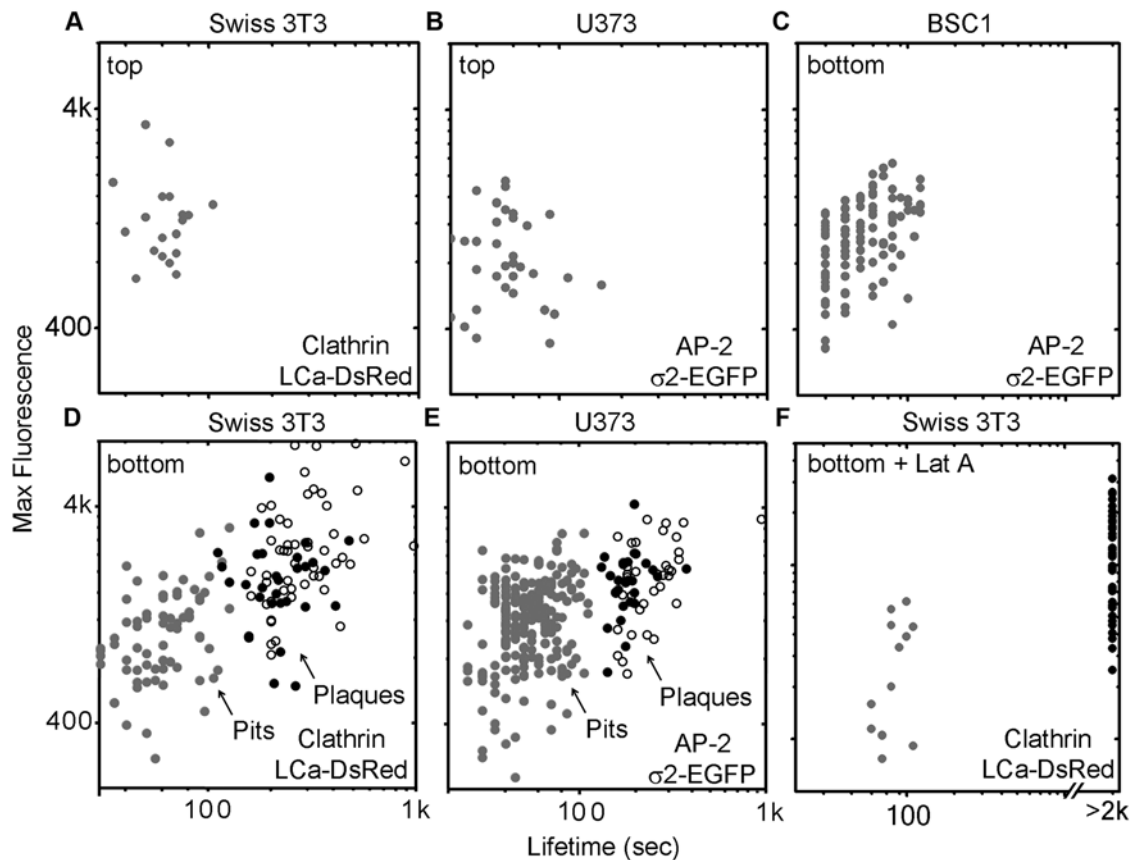 A Swiss 3T3
top
4k
400
Clathrin
LCa-DsRed
B U373
top
AP-2
σ2-EGFP
C BSC1
bottom
AP-2
σ2-EGFP
Max Fluorescence
D Swiss 3T3
bottom
4k
400
Plaques
Pits
Clathrin
LCa-DsRed
100 1k
E U373
bottom
Plaques
Pits
AP-2
σ2-EGFP
100 1k
F Swiss 3T3
bottom + Lat A
Clathrin
LCa-DsRed
100 >2k
Lifetime (sec)